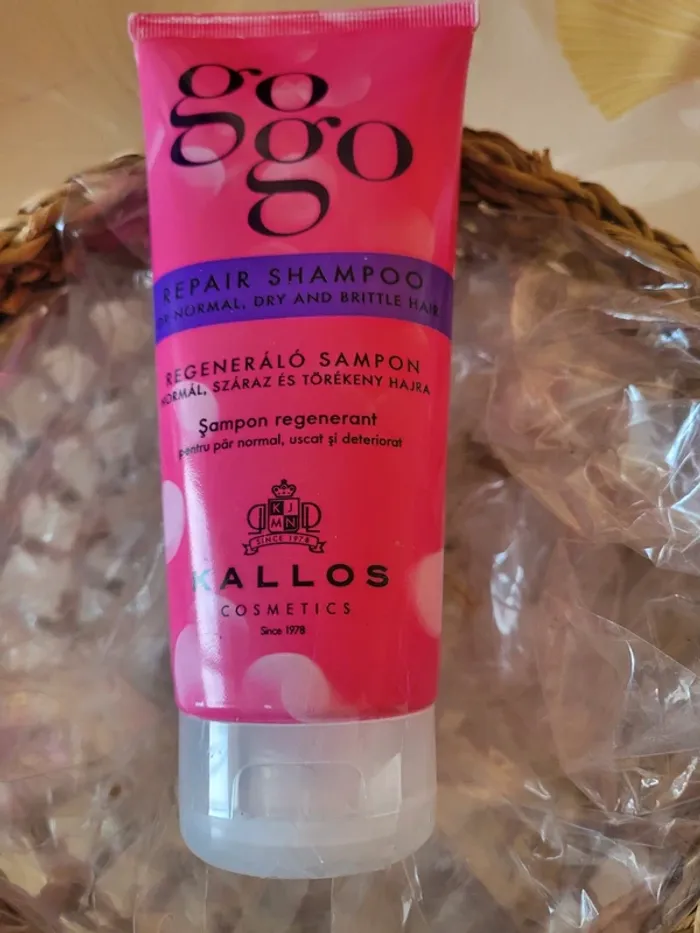 gogo
REPAIR SHAMPOO
FOR NORMAL, DRY AND BRITTLE HAIR
REGENERÁLÓ SAMPON
NORMÁL, SZÁRAZ ÉS TÖRÉKENY HAJRA
Şampon regenerant
pentru păr normal, uscat şi deteriorat
KJ
MN
SINCE 1978
KALLOS
COSMETICS
Since 1978